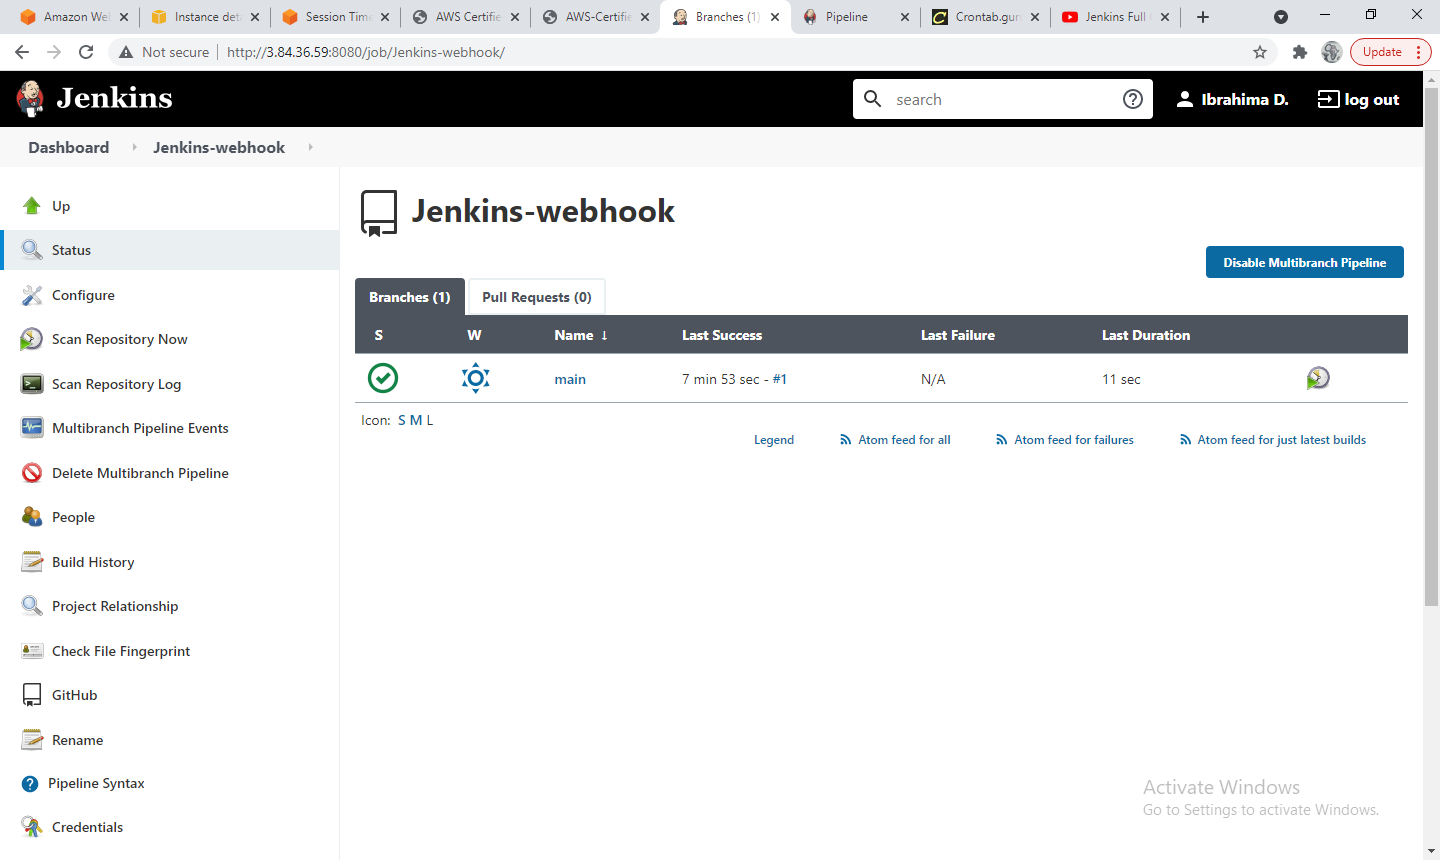 Amazon Wel
Instance det
Session Time
AWS Certifie
AWS-Certifie
Branches (1)
Pipeline
Crontab.guru
Jenkins Full
Not secure
http://3.84.36.59:8080/job/Jenkins-webhook/
Update
Jenkins
search
Ibrahima D.
log out
Dashboard
Jenkins-webhook
Up
Status
Configure
Scan Repository Now
Scan Repository Log
Multibranch Pipeline Events
Delete Multibranch Pipeline
People
Build History
Project Relationship
Check File Fingerprint
GitHub
Rename
Pipeline Syntax
Credentials
Jenkins-webhook
Disable Multibranch Pipeline
Branches (1) Pull Requests (0)
S W Name ↓ Last Success Last Failure Last Duration
main 7 min 53 sec - #1 N/A 11 sec
Icon: S M L
Legend Atom feed for all Atom feed for failures Atom feed for just latest builds
Activate Windows
Go to Settings to activate Windows.